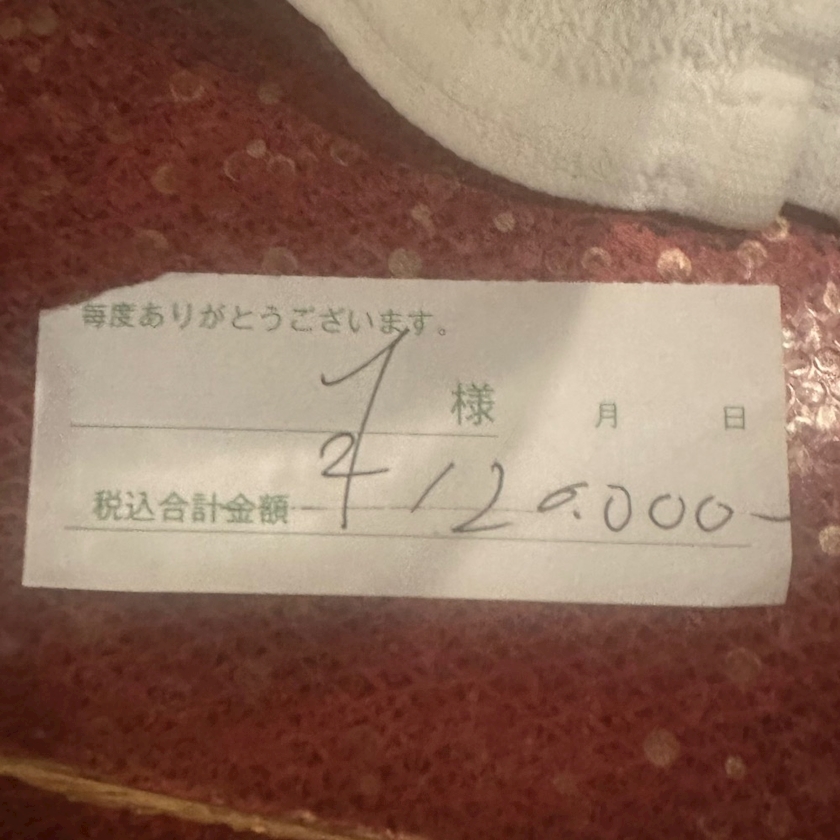 毎度ありがとうございます。
様 月 日
税込合計金額 ¥120.000-